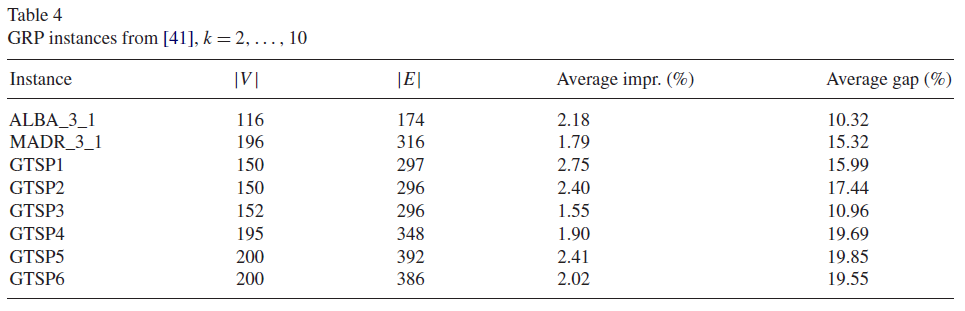 Table 4
GRP instances from [41], k = 2, . . . , 10
Instance |V| |E| Average impr. (%) Average gap (%)
ALBA_3_1 116 174 2.18 10.32
MADR_3_1 196 316 1.79 15.32
GTSP1 150 297 2.75 15.99
GTSP2 150 296 2.40 17.44
GTSP3 152 296 1.55 10.96
GTSP4 195 348 1.90 19.69
GTSP5 200 392 2.41 19.85
GTSP6 200 386 2.02 19.55